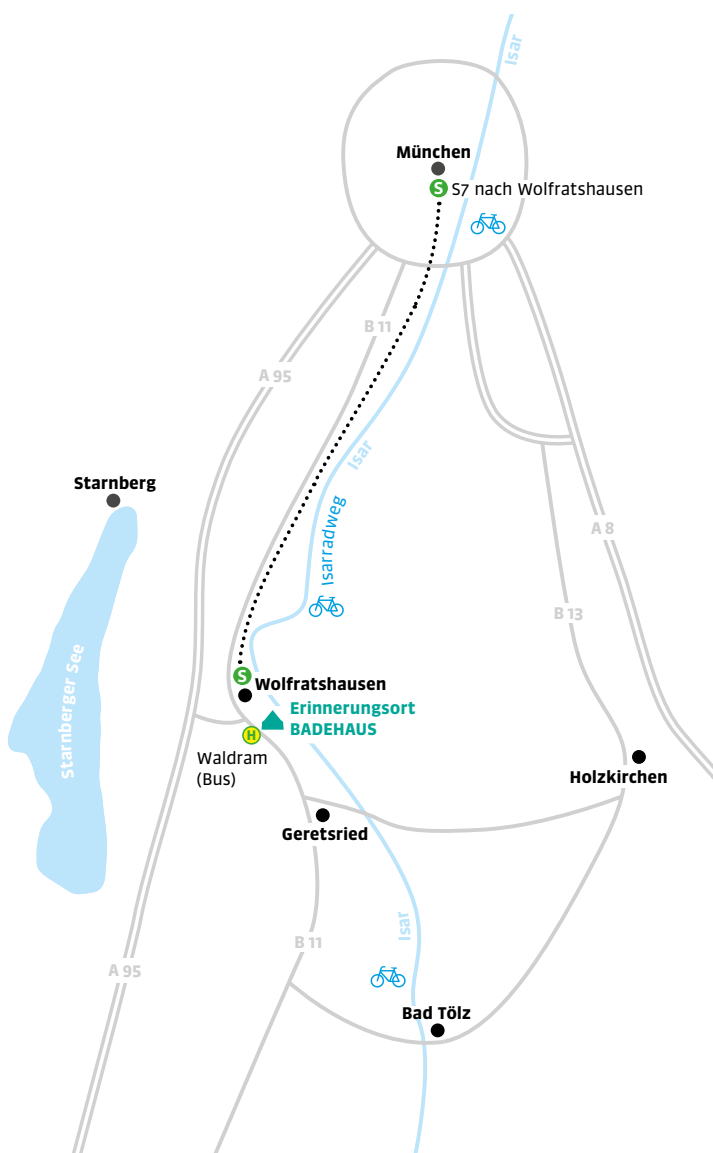 Isar
München
S
S7 nach Wolfratshausen
B 11
A 95
Isar
Starnberg
Isarradweg
A 8
B 13
Starnberger See
S
Wolfratshausen
Erinnerungsort
BADEHAUS
H
Waldram
(Bus)
Holzkirchen
Geretsried
Isar
B 11
A 95
Bad Tölz